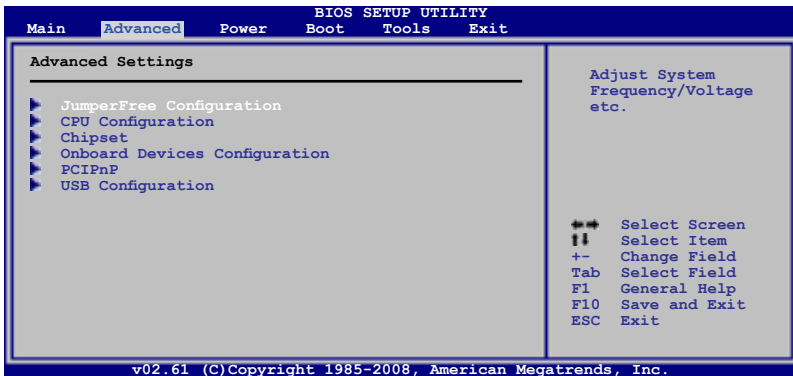 BIOS SETUP UTILITY
Main Advanced Power Boot Tools Exit
Advanced Settings
JumperFree Configuration
CPU Configuration
Chipset
Onboard Devices Configuration
PCIPnP
USB Configuration
Adjust System
Frequency/Voltage
etc.
Select Screen
Select Item
+- Change Field
Tab Select Field
F1 General Help
F10 Save and Exit
ESC Exit
v02.61 (C)Copyright 1985-2008, American Megatrends, Inc.